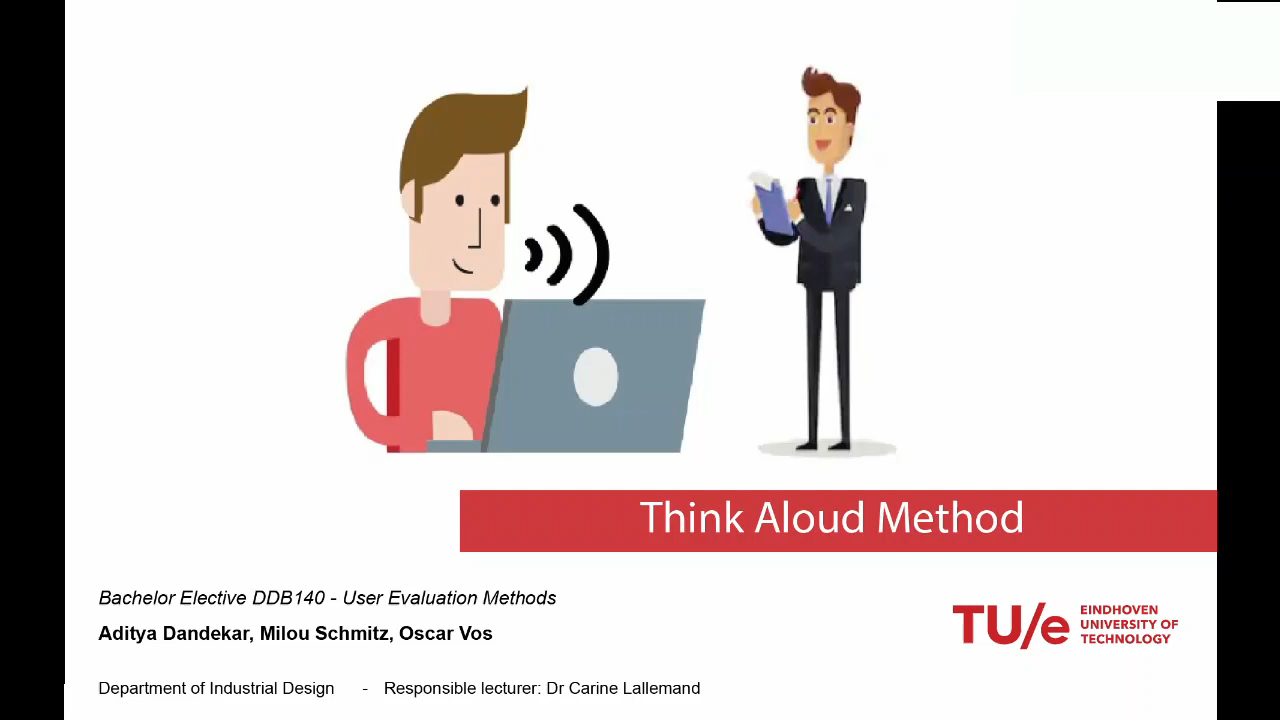 Think Aloud Method
Bachelor Elective DDB140 - User Evaluation Methods
Aditya Dandekar, Milou Schmitz, Oscar Vos
TU/e
EINDHOVEN
UNIVERSITY OF
TECHNOLOGY
Department of Industrial Design - Responsible lecturer: Dr Carine Lallemand